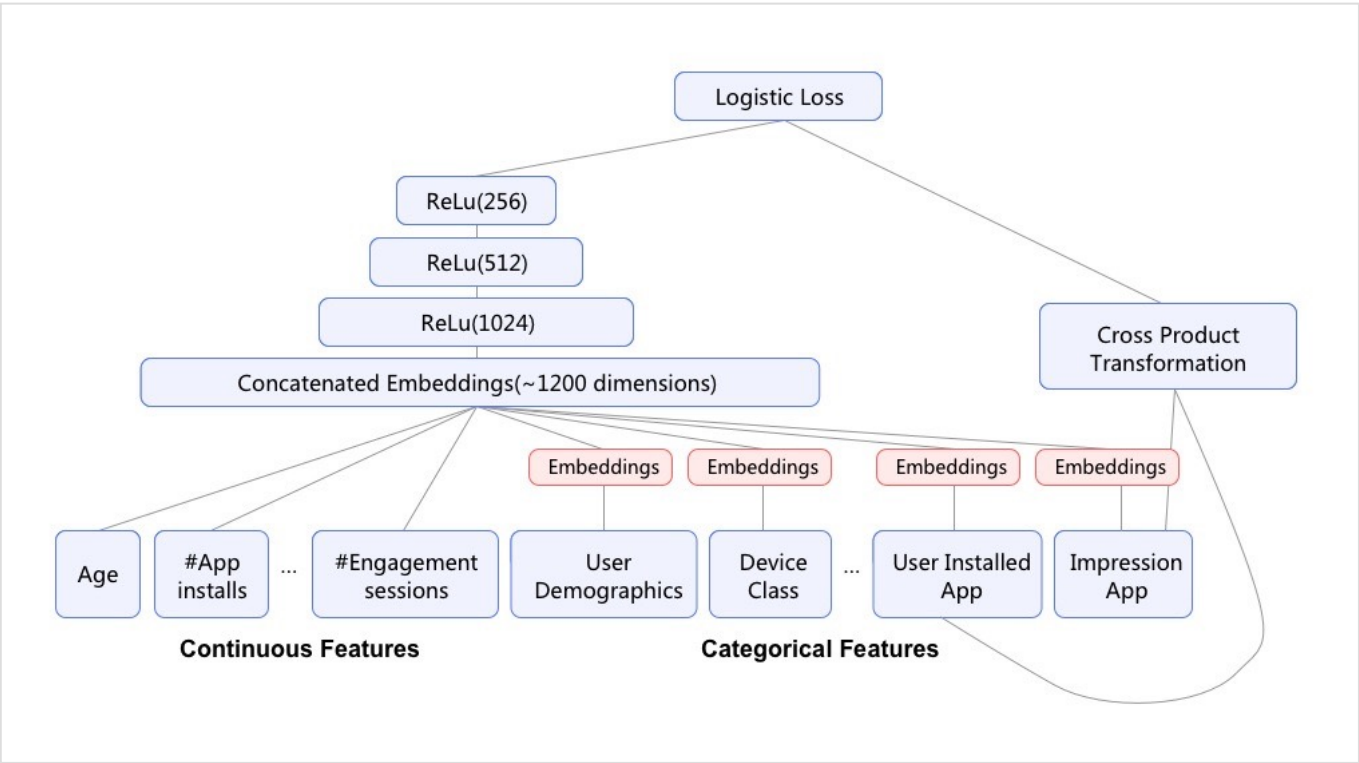 Logistic Loss
ReLu(256)
ReLu(512)
ReLu(1024)
Cross Product
Transformation
Concatenated Embeddings(~1200 dimensions)
Embeddings
Embeddings
Embeddings
Embeddings
Age
#App
installs
...
#Engagement
sessions
User
Demographics
Device
Class
...
User Installed
App
Impression
App
Continuous Features
Categorical Features